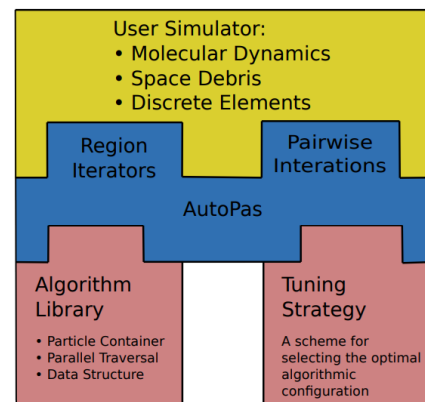 User Simulator:
• Molecular Dynamics
• Space Debris
• Discrete Elements
Region
Iterators
Pairwise
Interations
AutoPas
Algorithm
Library
• Particle Container
• Parallel Traversal
• Data Structure
Tuning
Strategy
A scheme for
selecting the optimal
algorithmic
configuration